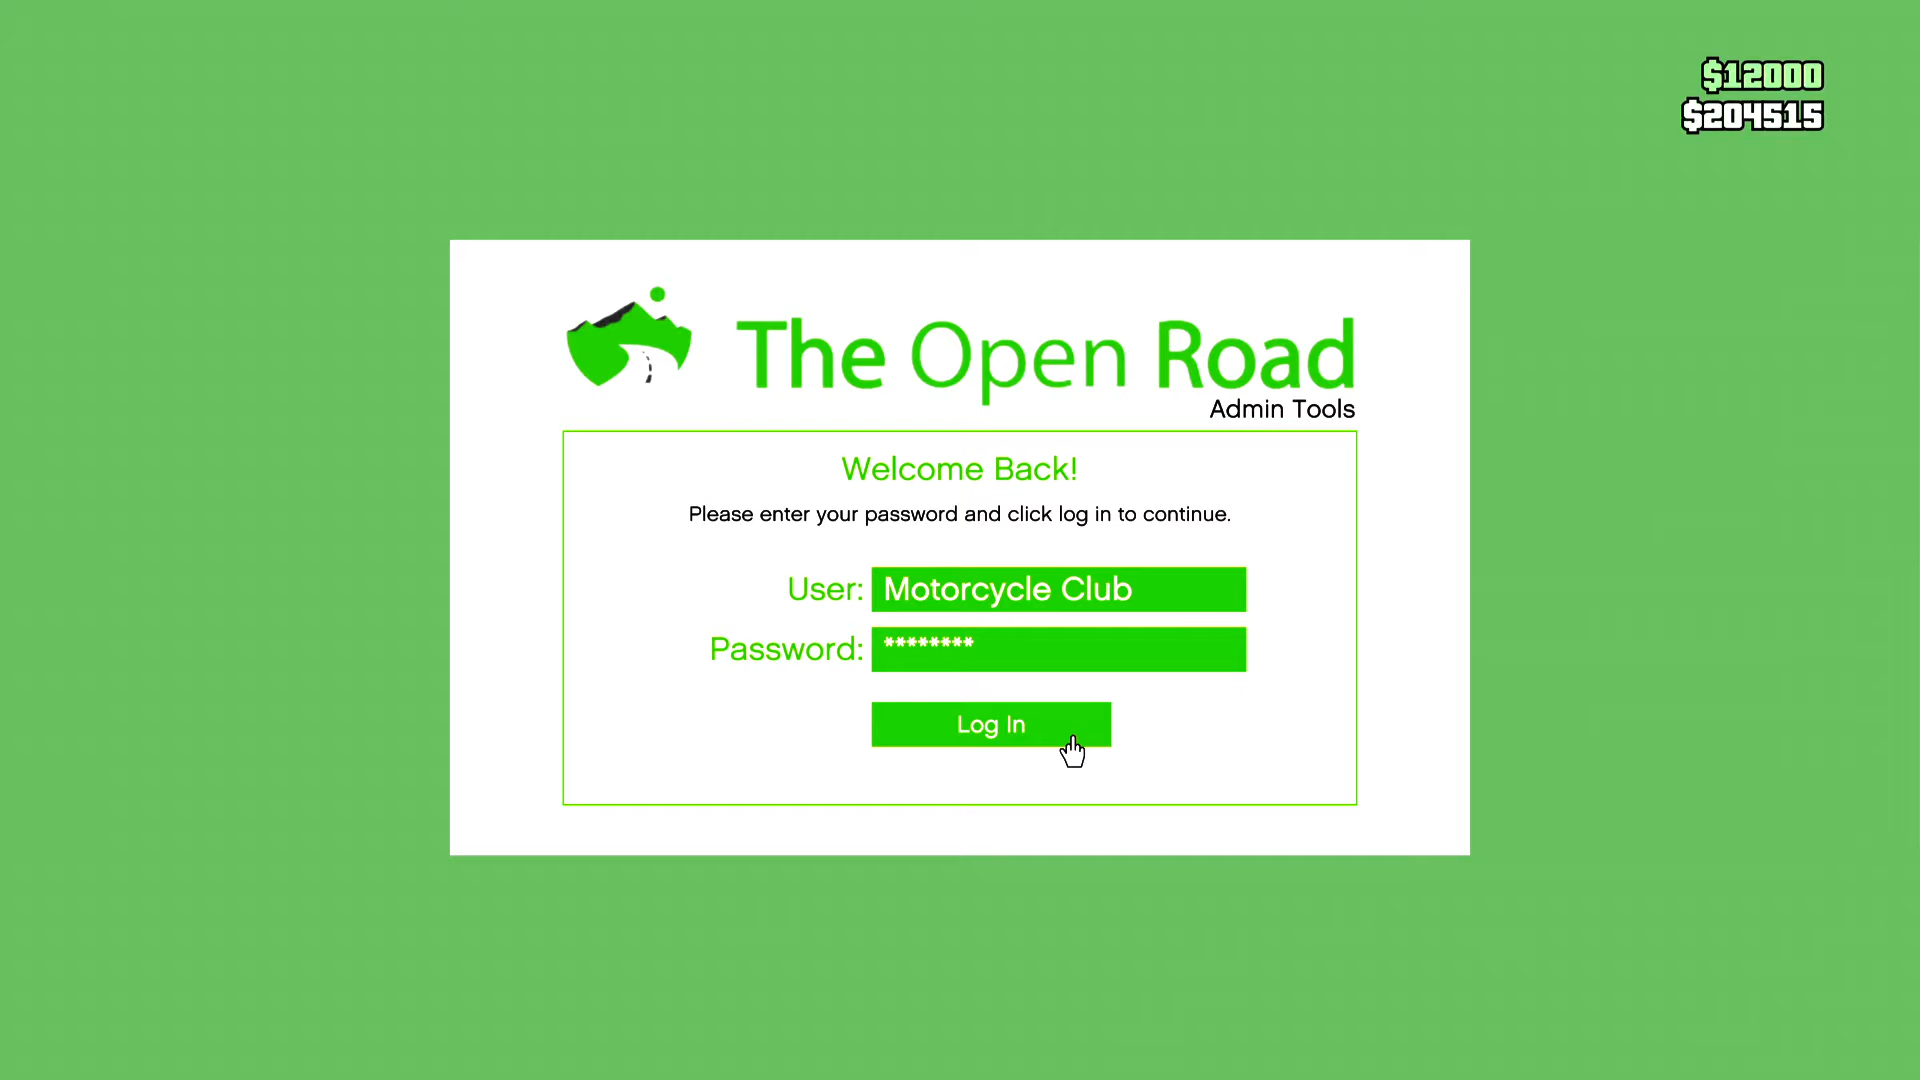 $12000
$204515
The Open Road
Admin Tools
Welcome Back!
Please enter your password and click log in to continue.
User: Motorcycle Club
Password: ********
Log In